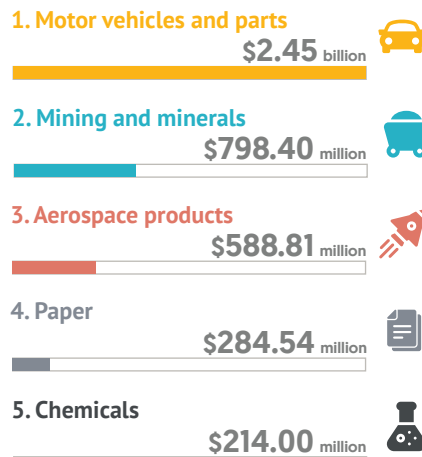 1. Motor vehicles and parts
$2.45 billion
2. Mining and minerals
$798.40 million
3. Aerospace products
$588.81 million
4. Paper
$284.54 million
5. Chemicals
$214.00 million